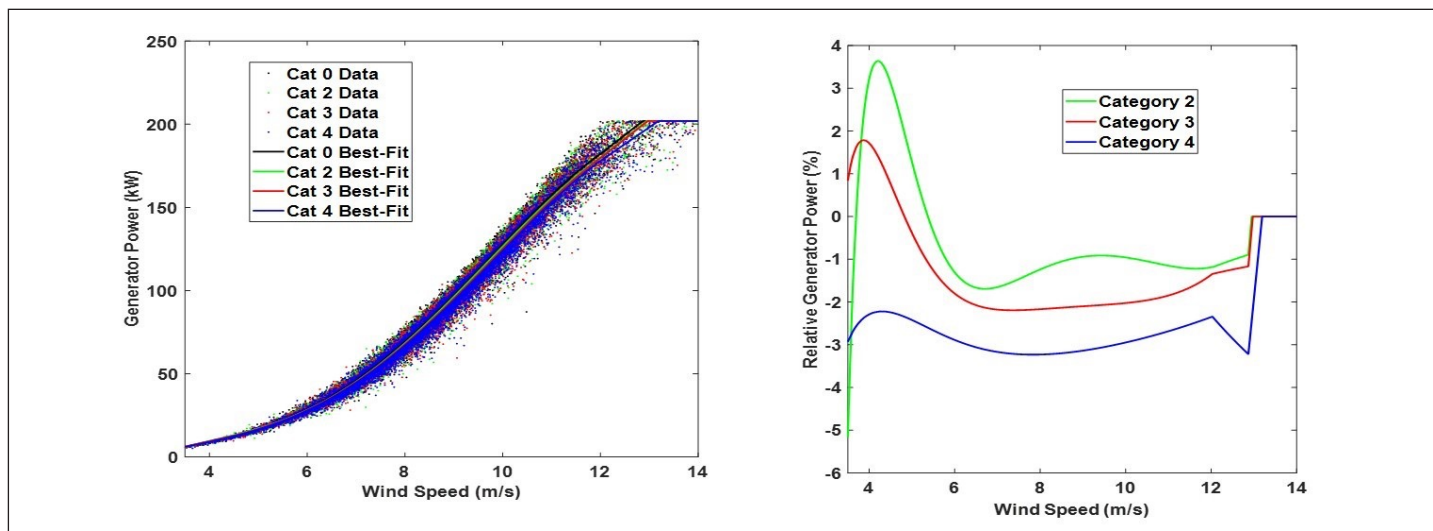 250
200
150
100
50
0
Generator Power (kW)
Cat 0 Data
Cat 2 Data
Cat 3 Data
Cat 4 Data
Cat 0 Best-Fit
Cat 2 Best-Fit
Cat 3 Best-Fit
Cat 4 Best-Fit
4 6 8 10 12 14
Wind Speed (m/s)
4
3
2
1
0
-1
-2
-3
-4
-5
-6
Relative Generator Power (%)
Category 2
Category 3
Category 4
4 6 8 10 12 14
Wind Speed (m/s)